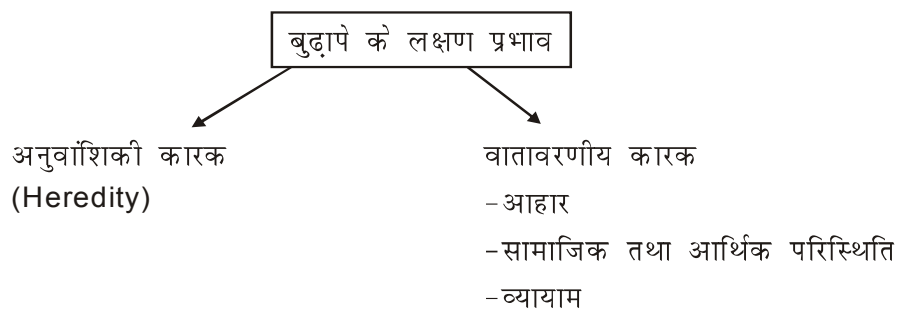 बुढ़ापे के लक्षण प्रभाव
अनुवांशिकी कारक
(Heredity)
वातावरणीय कारक
-आहार
-सामाजिक तथा आर्थिक परिस्थिति
-व्यायाम